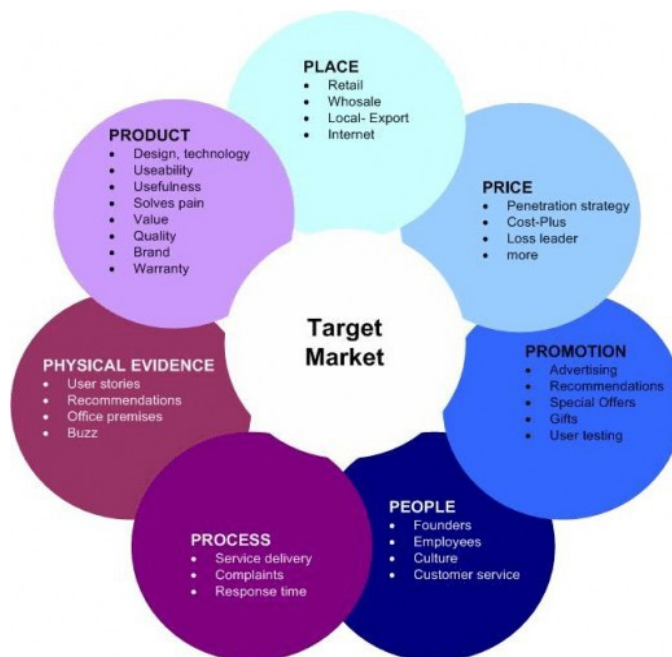 PLACE
• Retail
• Whosale
• Local- Export
• Internet
PRODUCT
• Design, technology
• Useability
• Usefulness
• Solves pain
• Value
• Quality
• Brand
• Warranty
PRICE
• Penetration strategy
• Cost-Plus
• Loss leader
• more
Target
Market
PHYSICAL EVIDENCE
• User stories
• Recommendations
• Office premises
• Buzz
PROMOTION
• Advertising
• Recommendations
• Special Offers
• Gifts
• User testing
PROCESS
• Service delivery
• Complaints
• Response time
PEOPLE
• Founders
• Employees
• Culture
• Customer service